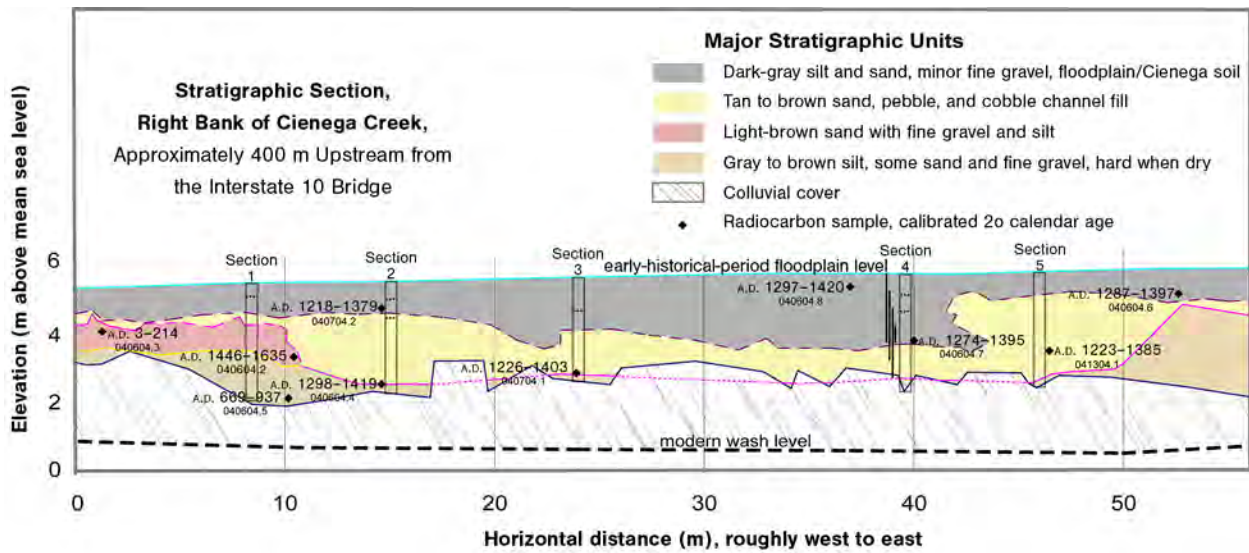 Stratigraphic Section,
Right Bank of Cienega Creek,
Approximately 400 m Upstream from
the Interstate 10 Bridge
Major Stratigraphic Units
Dark-gray silt and sand, minor fine gravel, floodplain/Cienega soil
Tan to brown sand, pebble, and cobble channel fill
Light-brown sand with fine gravel and silt
Gray to brown silt, some sand and fine gravel, hard when dry
Colluvial cover
Radiocarbon sample, calibrated 2o calendar age
Elevation (m above mean sea level)
6
4
2
0
Section
1
Section
2
Section
3
Section
4
Section
5
early-historical-period floodplain level
A.D. 3-214
040604.3
A.D. 1446-1635
040604.2
A.D. 669-937
040604.5
A.D. 1218-1379
040704.2
A.D. 1298-1419
040604.4
A.D. 1226-1403
040704.1
A.D. 1297-1420
040604.8
A.D. 1274-1395
040604.7
A.D. 1223-1385
041304.1
A.D. 1287-1397
040604.6
modern wash level
0
10
20
30
40
50
Horizontal distance (m), roughly west to east